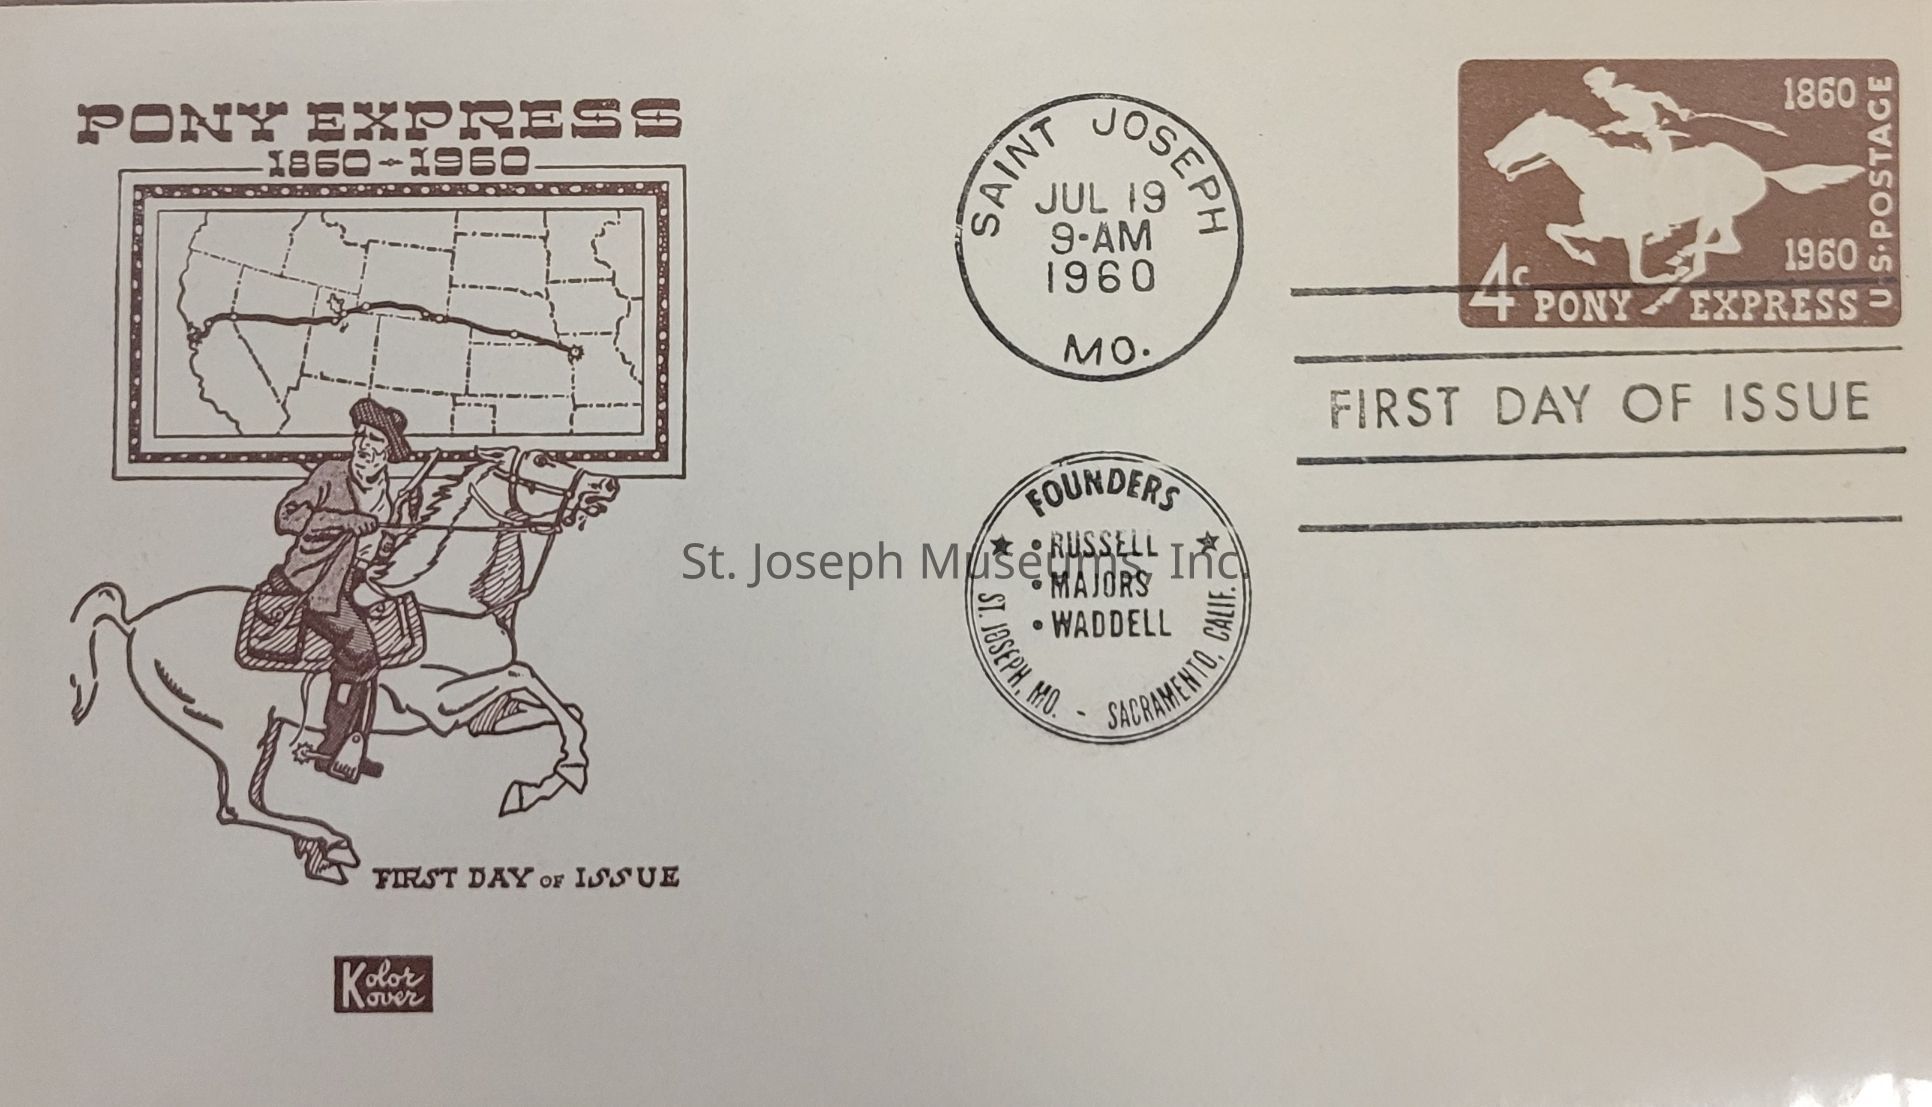 PONY EXPRESS
1860-1960
FIRST DAY OF ISSUE
Kolor
Kover
SAINT JOSEPH
JUL 19
9-AM
1960
MO.
FOUNDERS
• RUSSELL
• MAJORS
• WADDELL
ST. JOSEPH, MO. - SACRAMENTO, CALIF.
1860
1960
U.S. POSTAGE
4c PONY EXPRESS
FIRST DAY OF ISSUE
St. Joseph Museums, Inc.